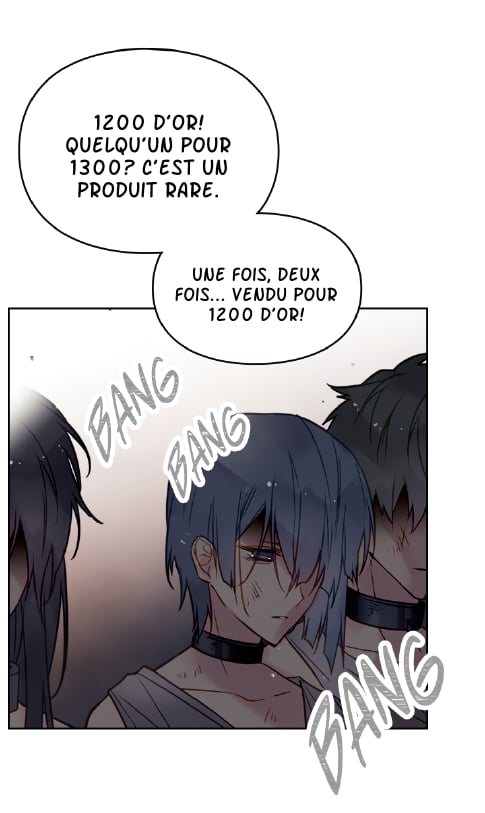 1200 D'OR!
QUELQU'UN POUR
1300? C'EST UN
PRODUIT RARE.
UNE FOIS, DEUX
FOIS... VENDU POUR
1200 D'OR!
BANG
BANG
BANG